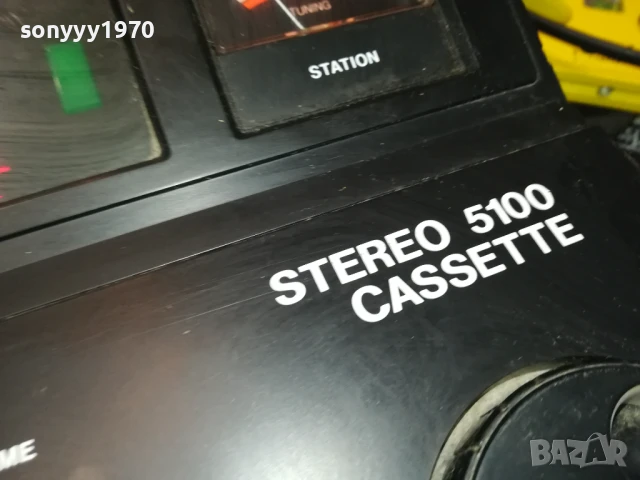 sonyyy1970
TUNING
STATION
STEREO 5100
CASSETTE
ME
BAZAR